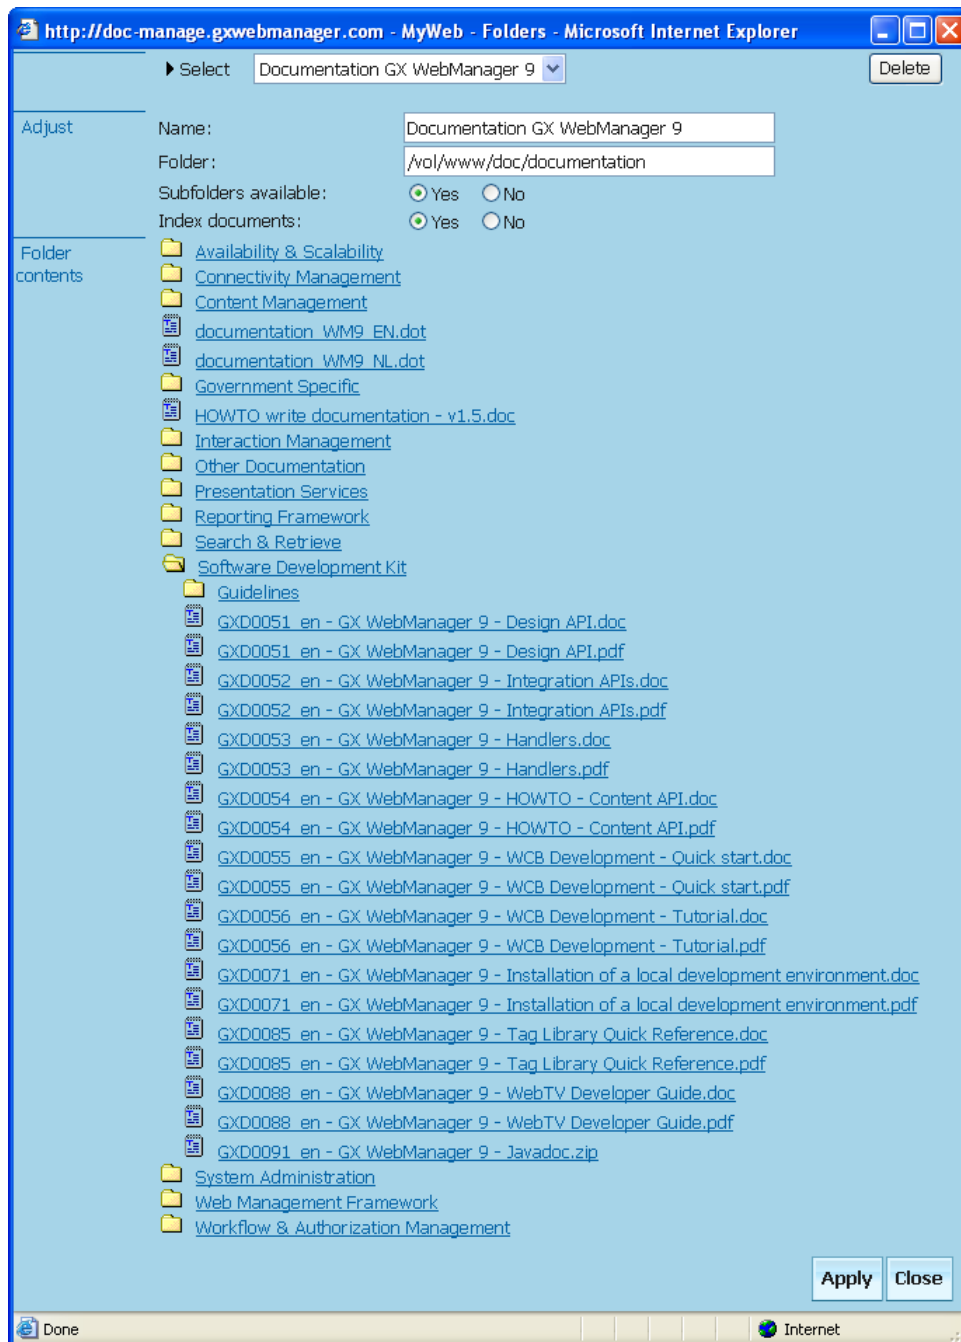 http://doc-manage.gxwebmanager.com - MyWeb - Folders - Microsoft Internet Explorer
Select Documentation GX WebManager 9 Delete
Adjust Name: Documentation GX WebManager 9
Folder: /vol/www/doc/documentation
Subfolders available: Yes No
Index documents: Yes No
Folder contents
Availability & Scalability
Connectivity Management
Content Management
documentation_WM9_EN.dot
documentation_WM9_NL.dot
Government Specific
HOWTO write documentation - v1.5.doc
Interaction Management
Other Documentation
Presentation Services
Reporting Framework
Search & Retrieve
Software Development Kit
Guidelines
GXD0051_en - GX WebManager 9 - Design API.doc
GXD0051_en - GX WebManager 9 - Design API.pdf
GXD0052_en - GX WebManager 9 - Integration APIs.doc
GXD0052_en - GX WebManager 9 - Integration APIs.pdf
GXD0053_en - GX WebManager 9 - Handlers.doc
GXD0053_en - GX WebManager 9 - Handlers.pdf
GXD0054_en - GX WebManager 9 - HOWTO - Content API.doc
GXD0054_en - GX WebManager 9 - HOWTO - Content API.pdf
GXD0055_en - GX WebManager 9 - WCB Development - Quick start.doc
GXD0055_en - GX WebManager 9 - WCB Development - Quick start.pdf
GXD0056_en - GX WebManager 9 - WCB Development - Tutorial.doc
GXD0056_en - GX WebManager 9 - WCB Development - Tutorial.pdf
GXD0071_en - GX WebManager 9 - Installation of a local development environment.doc
GXD0071_en - GX WebManager 9 - Installation of a local development environment.pdf
GXD0085_en - GX WebManager 9 - Tag Library Quick Reference.doc
GXD0085_en - GX WebManager 9 - Tag Library Quick Reference.pdf
GXD0088_en - GX WebManager 9 - WebTV Developer Guide.doc
GXD0088_en - GX WebManager 9 - WebTV Developer Guide.pdf
GXD0091_en - GX WebManager 9 - Javadoc.zip
System Administration
Web Management Framework
Workflow & Authorization Management
Apply Close
Done Internet